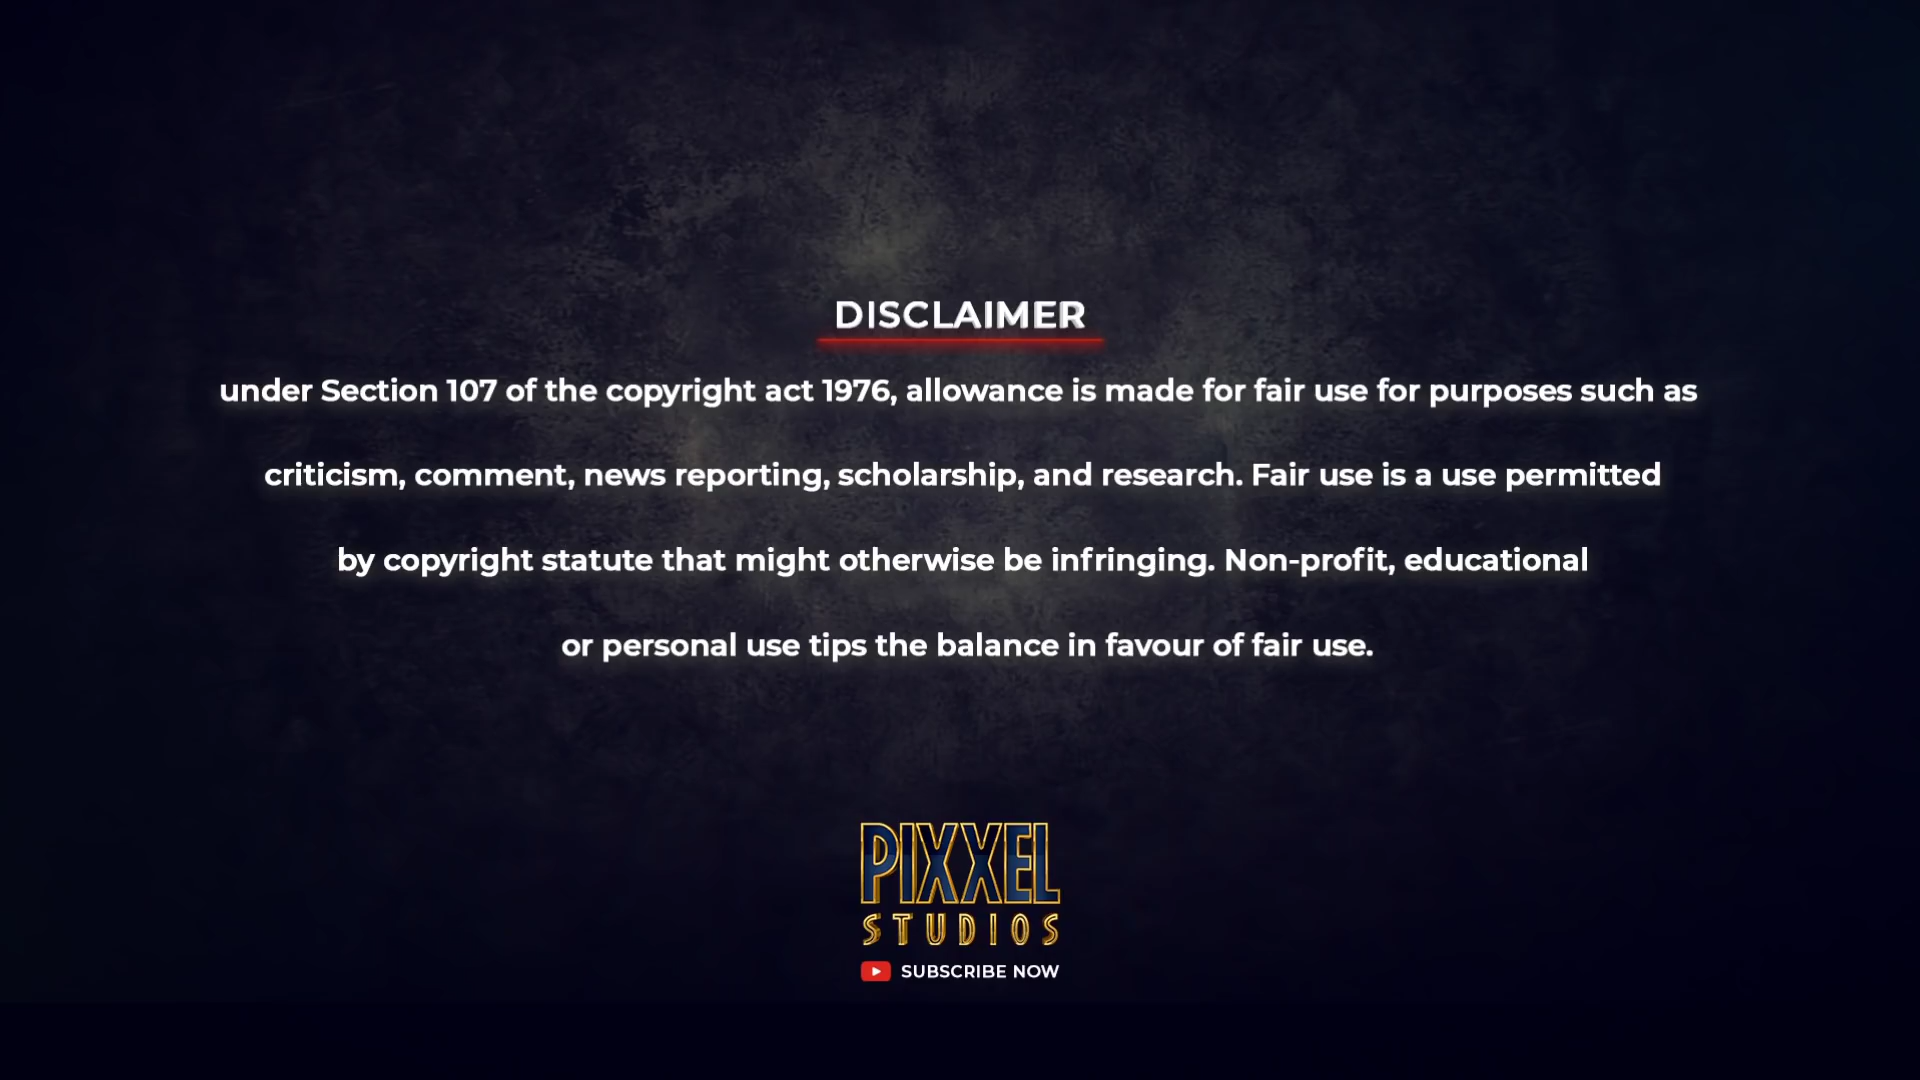 DISCLAIMER
under Section 107 of the copyright act 1976, allowance is made for fair use for purposes such as
criticism, comment, news reporting, scholarship, and research. Fair use is a use permitted
by copyright statute that might otherwise be infringing. Non-profit, educational
or personal use tips the balance in favour of fair use.
PIXXEL
STUDIOS
SUBSCRIBE NOW